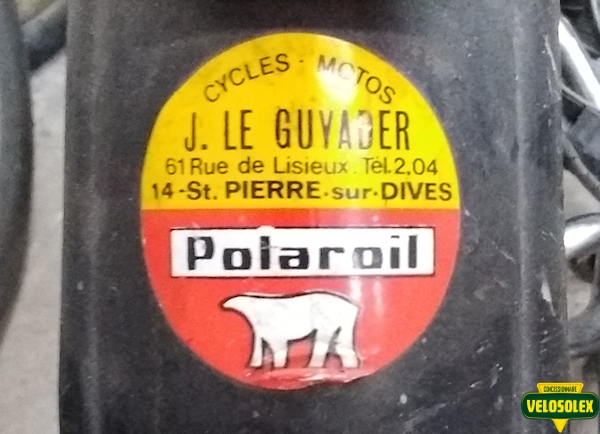 CYCLES · MOTOS
J. LE GUYADER
61 Rue de Lisieux. Tél. 2.04
14-St. PIERRE·sur·DIVES
Polaroil
CONCESSIONNAIRE
VELOSOLEX